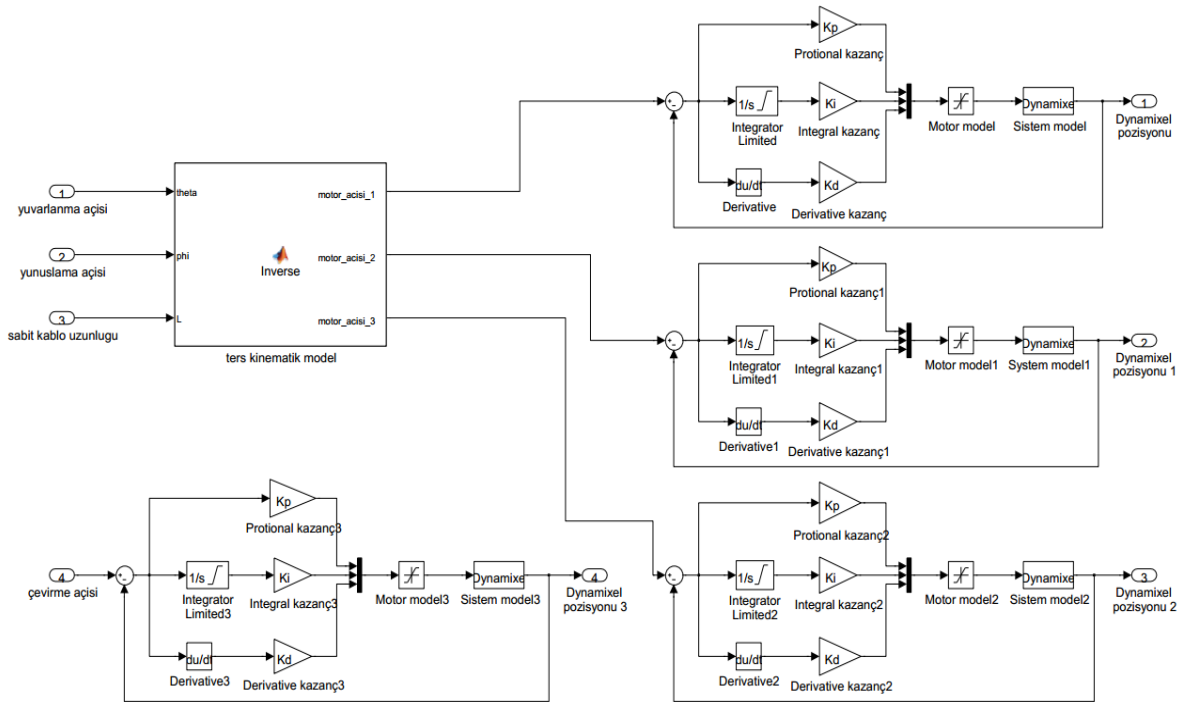 Kp
Protional kazanç
1/s
Integrator
Limited
Ki
Integral kazanç
du/dt
Derivative
Kd
Derivative kazanç
Motor model
Dynamixe
Sistem model
1
Dynamixel
pozisyonu
1
yuvarlanma açisi
2
yunuslama açisi
3
sabit kablo uzunlugu
theta
phi
L
Inverse
motor_acisi_1
motor_acisi_2
motor_acisi_3
ters kinematik model
Kp
Protional kazanç1
1/s
Integrator
Limited1
Ki
Integral kazanç1
du/dt
Derivative1
Kd
Derivative kazanç1
Motor model1
Dynamixe
System model1
2
Dynamixel
pozisyonu 1
4
çevirme açisi
Kp
Protional kazanç3
1/s
Integrator
Limited3
Ki
Integral kazanç3
du/dt
Derivative3
Kd
Derivative kazanç3
Motor model3
Dynamixe
Sistem model3
4
Dynamixel
pozisyonu 3
Kp
Protional kazanç2
1/s
Integrator
Limited2
Ki
Integral kazanç2
du/dt
Derivative2
Kd
Derivative kazanç2
Motor model2
Dynamixe
Sistem model2
3
Dynamixel
pozisyonu 2